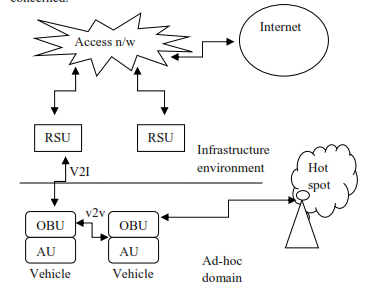 concerned.
Internet
Access n/w
RSU
RSU
Infrastructure
environment
V2I
Hot
spot
v2v
OBU
OBU
AU
AU
Ad-hoc
domain
Vehicle
Vehicle